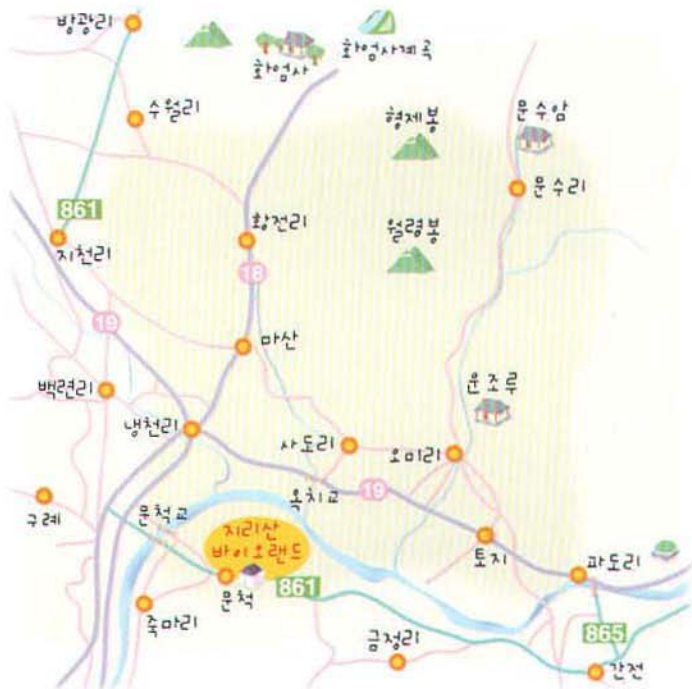 방광리
화엄사
화엄사계곡
수월리
형제봉
문수암
문수리
861
지천리
황전리
월령봉
18
19
마산
백련리
냉천리
사도리
운조루
오미리
구례
문척교
옥치교
19
지리산
바이오랜드
토지
파도리
문척
861
죽마리
금정리
865
간전